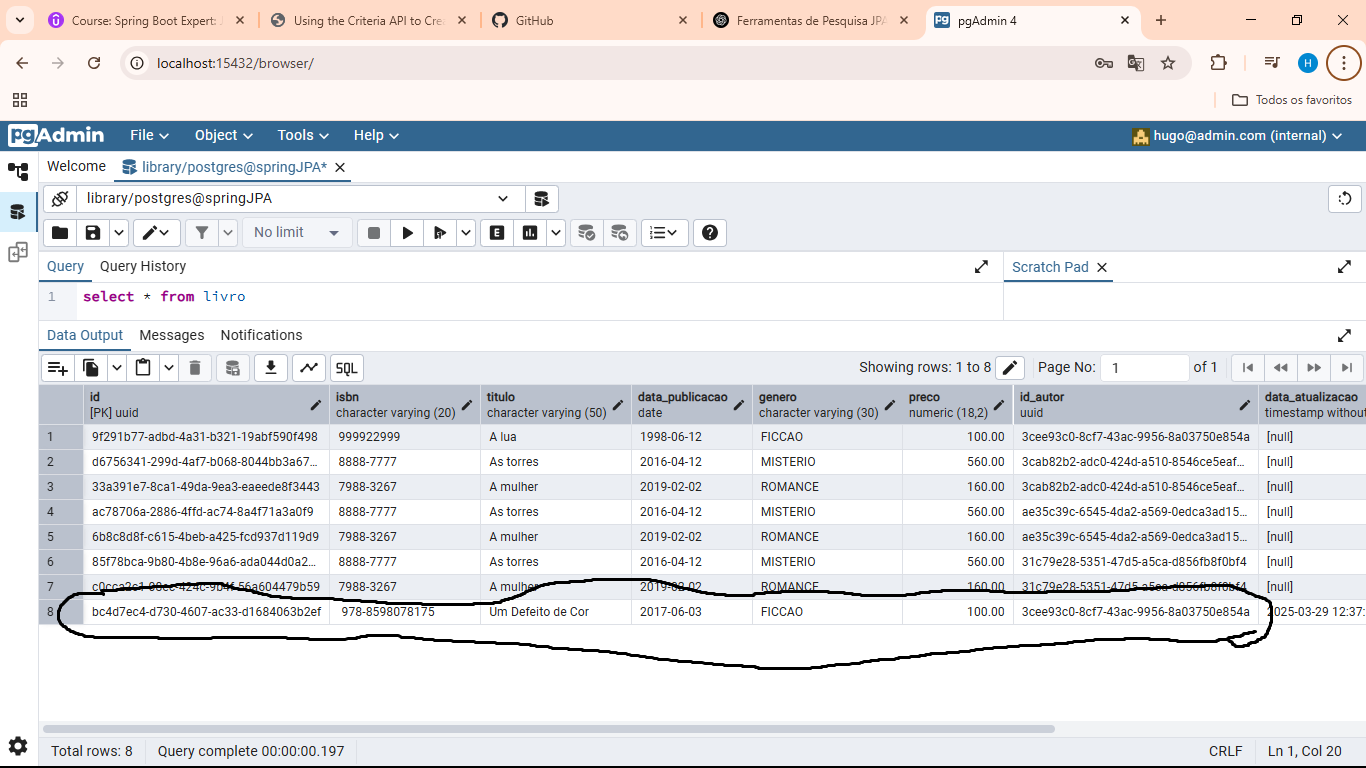 Course: Spring Boot Expert: J
Using the Criteria API to Cre
GitHub
Ferramentas de Pesquisa JPA
pgAdmin 4
localhost:15432/browser/
H
Todos os favoritos
pgAdmin File Object Tools Help hugo@admin.com (internal)
Welcome library/postgres@springJPA*
library/postgres@springJPA
No limit E
Query Query History Scratch Pad
1 select * from livro
Data Output Messages Notifications
SQL Showing rows: 1 to 8 Page No: 1 of 1
id isbn titulo data_publicacao genero preco id_autor data_atualizacao
[PK] uuid character varying (20) character varying (50) date character varying (30) numeric (18,2) uuid timestamp without
1 9f291b77-adbd-4a31-b321-19abf590f498 999922999 A lua 1998-06-12 FICCAO 100.00 3cee93c0-8cf7-43ac-9956-8a03750e854a [null]
2 d6756341-299d-4af7-b068-8044bb3a67... 8888-7777 As torres 2016-04-12 MISTERIO 560.00 3cab82b2-adc0-424d-a510-8546ce5eaf... [null]
3 33a391e7-8ca1-49da-9ea3-eaeede8f3443 7988-3267 A mulher 2019-02-02 ROMANCE 160.00 3cab82b2-adc0-424d-a510-8546ce5eaf... [null]
4 ac78706a-2886-4ffd-ac74-8a4f71a3a0f9 8888-7777 As torres 2016-04-12 MISTERIO 560.00 ae35c39c-6545-4da2-a569-0edca3ad15... [null]
5 6b8c8d8f-c615-4beb-a425-fcd937d119d9 7988-3267 A mulher 2019-02-02 ROMANCE 160.00 ae35c39c-6545-4da2-a569-0edca3ad15... [null]
6 85f78bca-9b80-4b8e-96a6-ada044d0a2... 8888-7777 As torres 2016-04-12 MISTERIO 560.00 31c79e28-5351-47d5-a5ca-d856fb8f0bf4 [null]
7 7988-3267 A mulher 2019-02-02 ROMANCE 160.00 31c79e28-5351-47d5-a5ca-d856fb8f0bf4 [null]
8 bc4d7ec4-d730-4607-ac33-d1684063b2ef 978-8598078175 Um Defeito de Cor 2017-06-03 FICCAO 100.00 3cee93c0-8cf7-43ac-9956-8a03750e854a 2025-03-29 12:37:
Total rows: 8 Query complete 00:00:00.197 CRLF Ln 1, Col 20